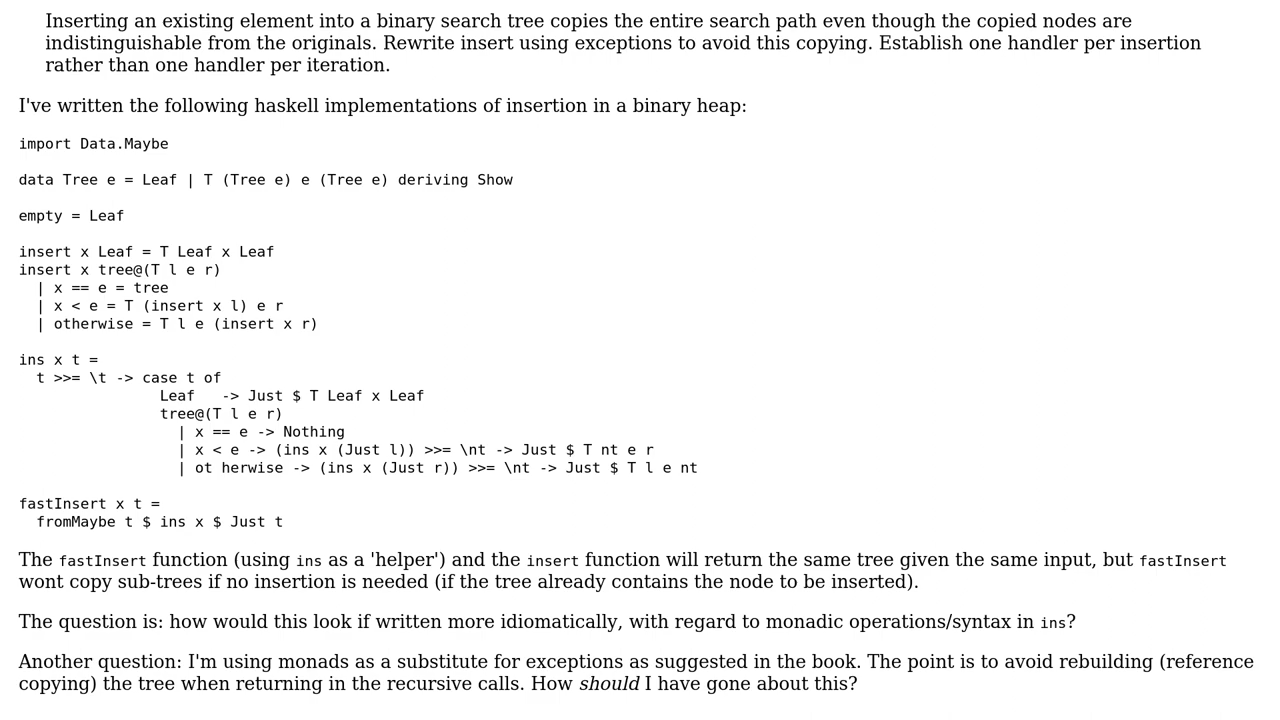 Inserting an existing element into a binary search tree copies the entire search path even though the copied nodes are
indistinguishable from the originals. Rewrite insert using exceptions to avoid this copying. Establish one handler per insertion
rather than one handler per iteration.
I've written the following haskell implementations of insertion in a binary heap:
import Data.Maybe
data Tree e = Leaf | T (Tree e) e (Tree e) deriving Show
empty = Leaf
insert x Leaf = T Leaf x Leaf
insert x tree@(T l e r)
  | x == e = tree
  | x < e = T (insert x l) e r
  | otherwise = T l e (insert x r)
ins x t =
  t >>= \t -> case t of
                Leaf   -> Just $ T Leaf x Leaf
                tree@(T l e r)
                  | x == e -> Nothing
                  | x < e -> (ins x (Just l)) >>= \nt -> Just $ T nt e r
                  | ot herwise -> (ins x (Just r)) >>= \nt -> Just $ T l e nt
fastInsert x t =
  fromMaybe t $ ins x $ Just t
The fastInsert function (using ins as a 'helper') and the insert function will return the same tree given the same input, but fastInsert
wont copy sub-trees if no insertion is needed (if the tree already contains the node to be inserted).
The question is: how would this look if written more idiomatically, with regard to monadic operations/syntax in ins?
Another question: I'm using monads as a substitute for exceptions as suggested in the book. The point is to avoid rebuilding (reference
copying) the tree when returning in the recursive calls. How should I have gone about this?